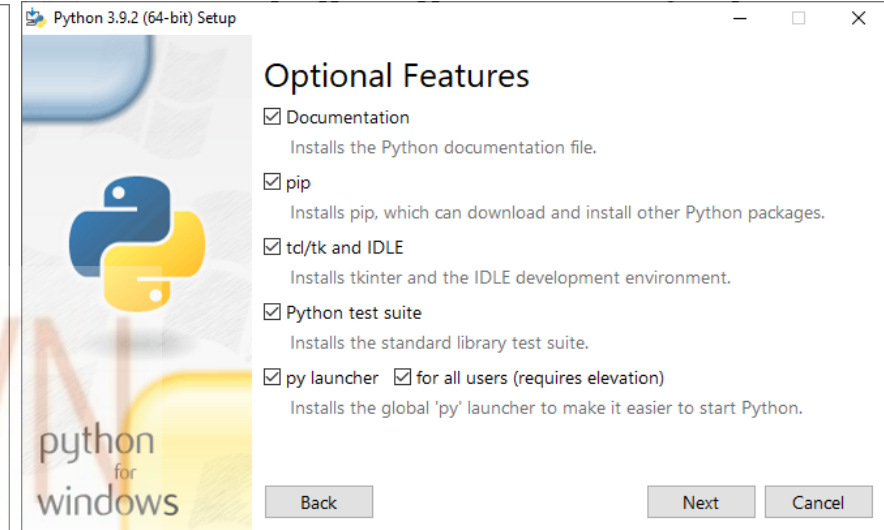 Python 3.9.2 (64-bit) Setup
Optional Features
Documentation
Installs the Python documentation file.
pip
Installs pip, which can download and install other Python packages.
tcl/tk and IDLE
Installs tkinter and the IDLE development environment.
Python test suite
Installs the standard library test suite.
py launcher for all users (requires elevation)
Installs the global 'py' launcher to make it easier to start Python.
python
for
windows
Back Next Cancel